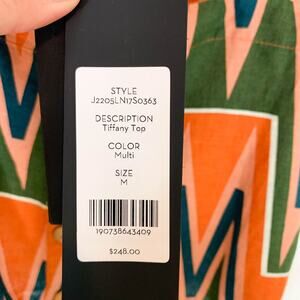 STYLE
J2205LN17S0363
DESCRIPTION
Tiffany Top
COLOR
Multi
SIZE
M
190738643409
$248.00